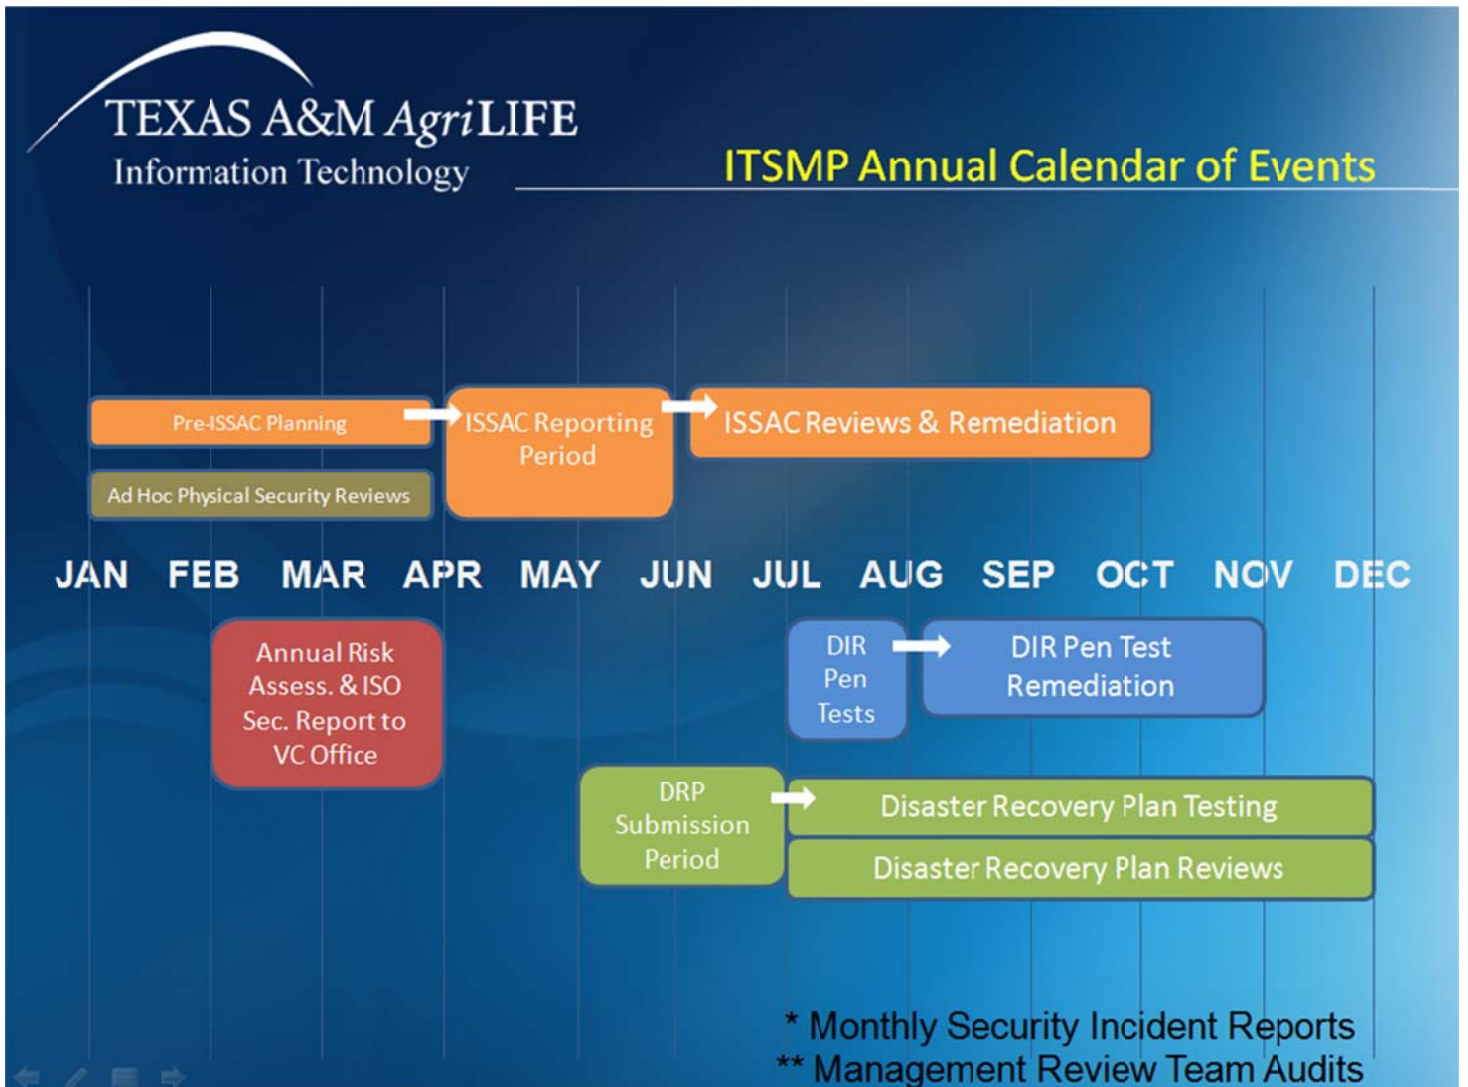 TEXAS A&M AgriLIFE
Information Technology
ITSMP Annual Calendar of Events
Pre-ISSAC Planning
Ad Hoc Physical Security Reviews
ISSAC Reporting
Period
ISSAC Reviews & Remediation
JAN FEB MAR APR MAY JUN JUL AUG SEP OCT NOV DEC
Annual Risk
Assess. & ISO
Sec. Report to
VC Office
DIR
Pen
Tests
DIR Pen Test
Remediation
DRP
Submission
Period
Disaster Recovery Plan Testing
Disaster Recovery Plan Reviews
* Monthly Security Incident Reports
** Management Review Team Audits